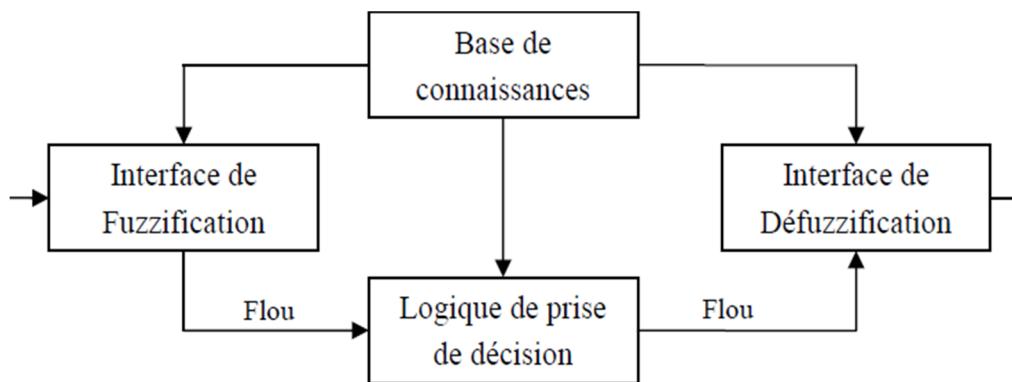 Base de
connaissances
Interface de
Fuzzification
Interface de
Défuzzification
Flou
Logique de prise
de décision
Flou